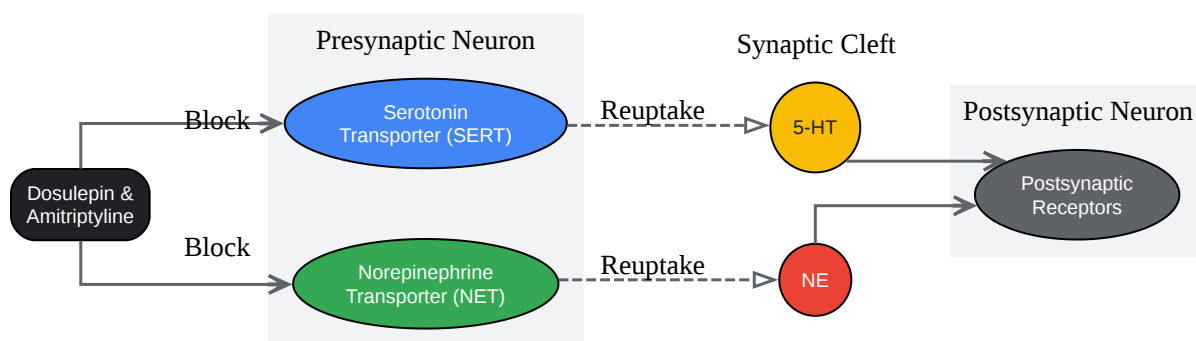 Presynaptic Neuron
Synaptic Cleft
Postsynaptic Neuron
Block
Serotonin
Transporter (SERT)
Reuptake
5-HT
Dosulepin &
Amitriptyline
Postsynaptic
Receptors
Block
Norepinephrine
Transporter (NET)
Reuptake
NE